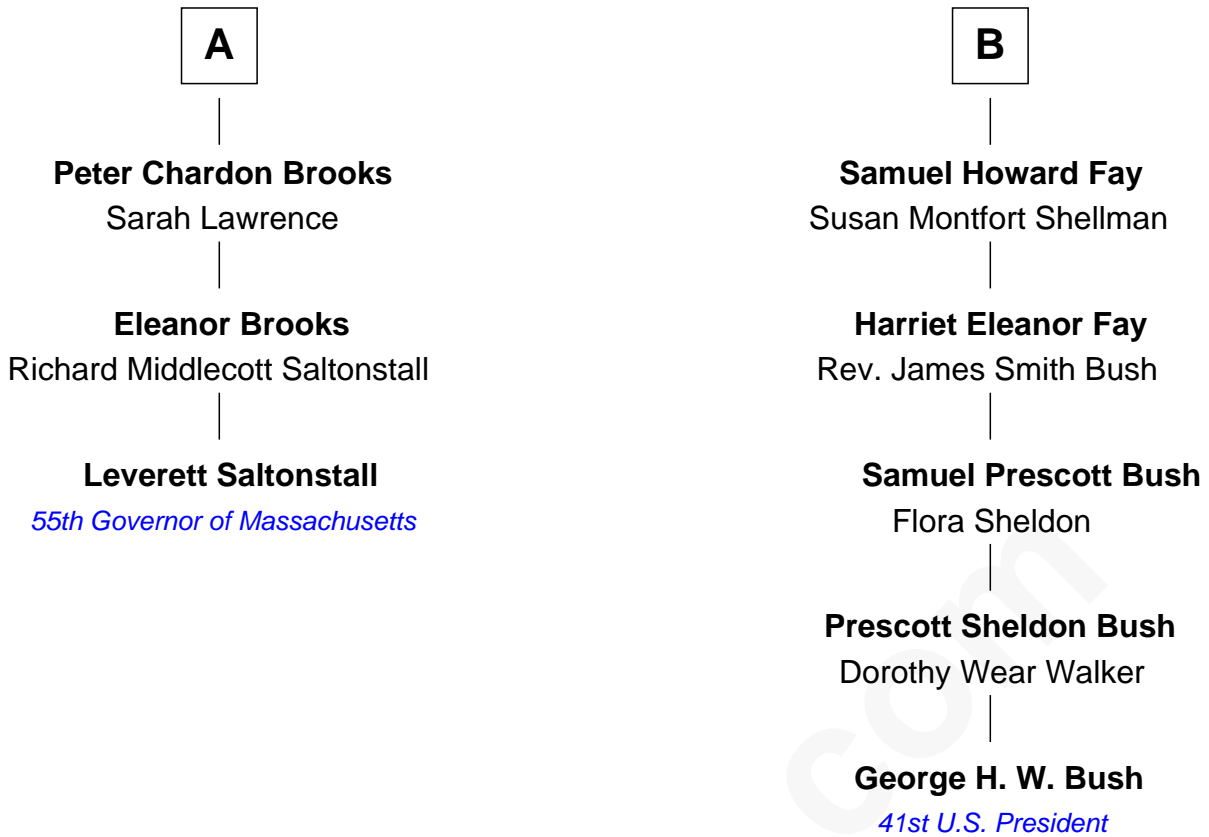 A
Peter Chardon Brooks
Sarah Lawrence
Eleanor Brooks
Richard Middlecott Saltonstall
Leverett Saltonstall
55th Governor of Massachusetts
B
Samuel Howard Fay
Susan Montfort Shellman
Harriet Eleanor Fay
Rev. James Smith Bush
Samuel Prescott Bush
Flora Sheldon
Prescott Sheldon Bush
Dorothy Wear Walker
George H. W. Bush
41st U.S. President
com